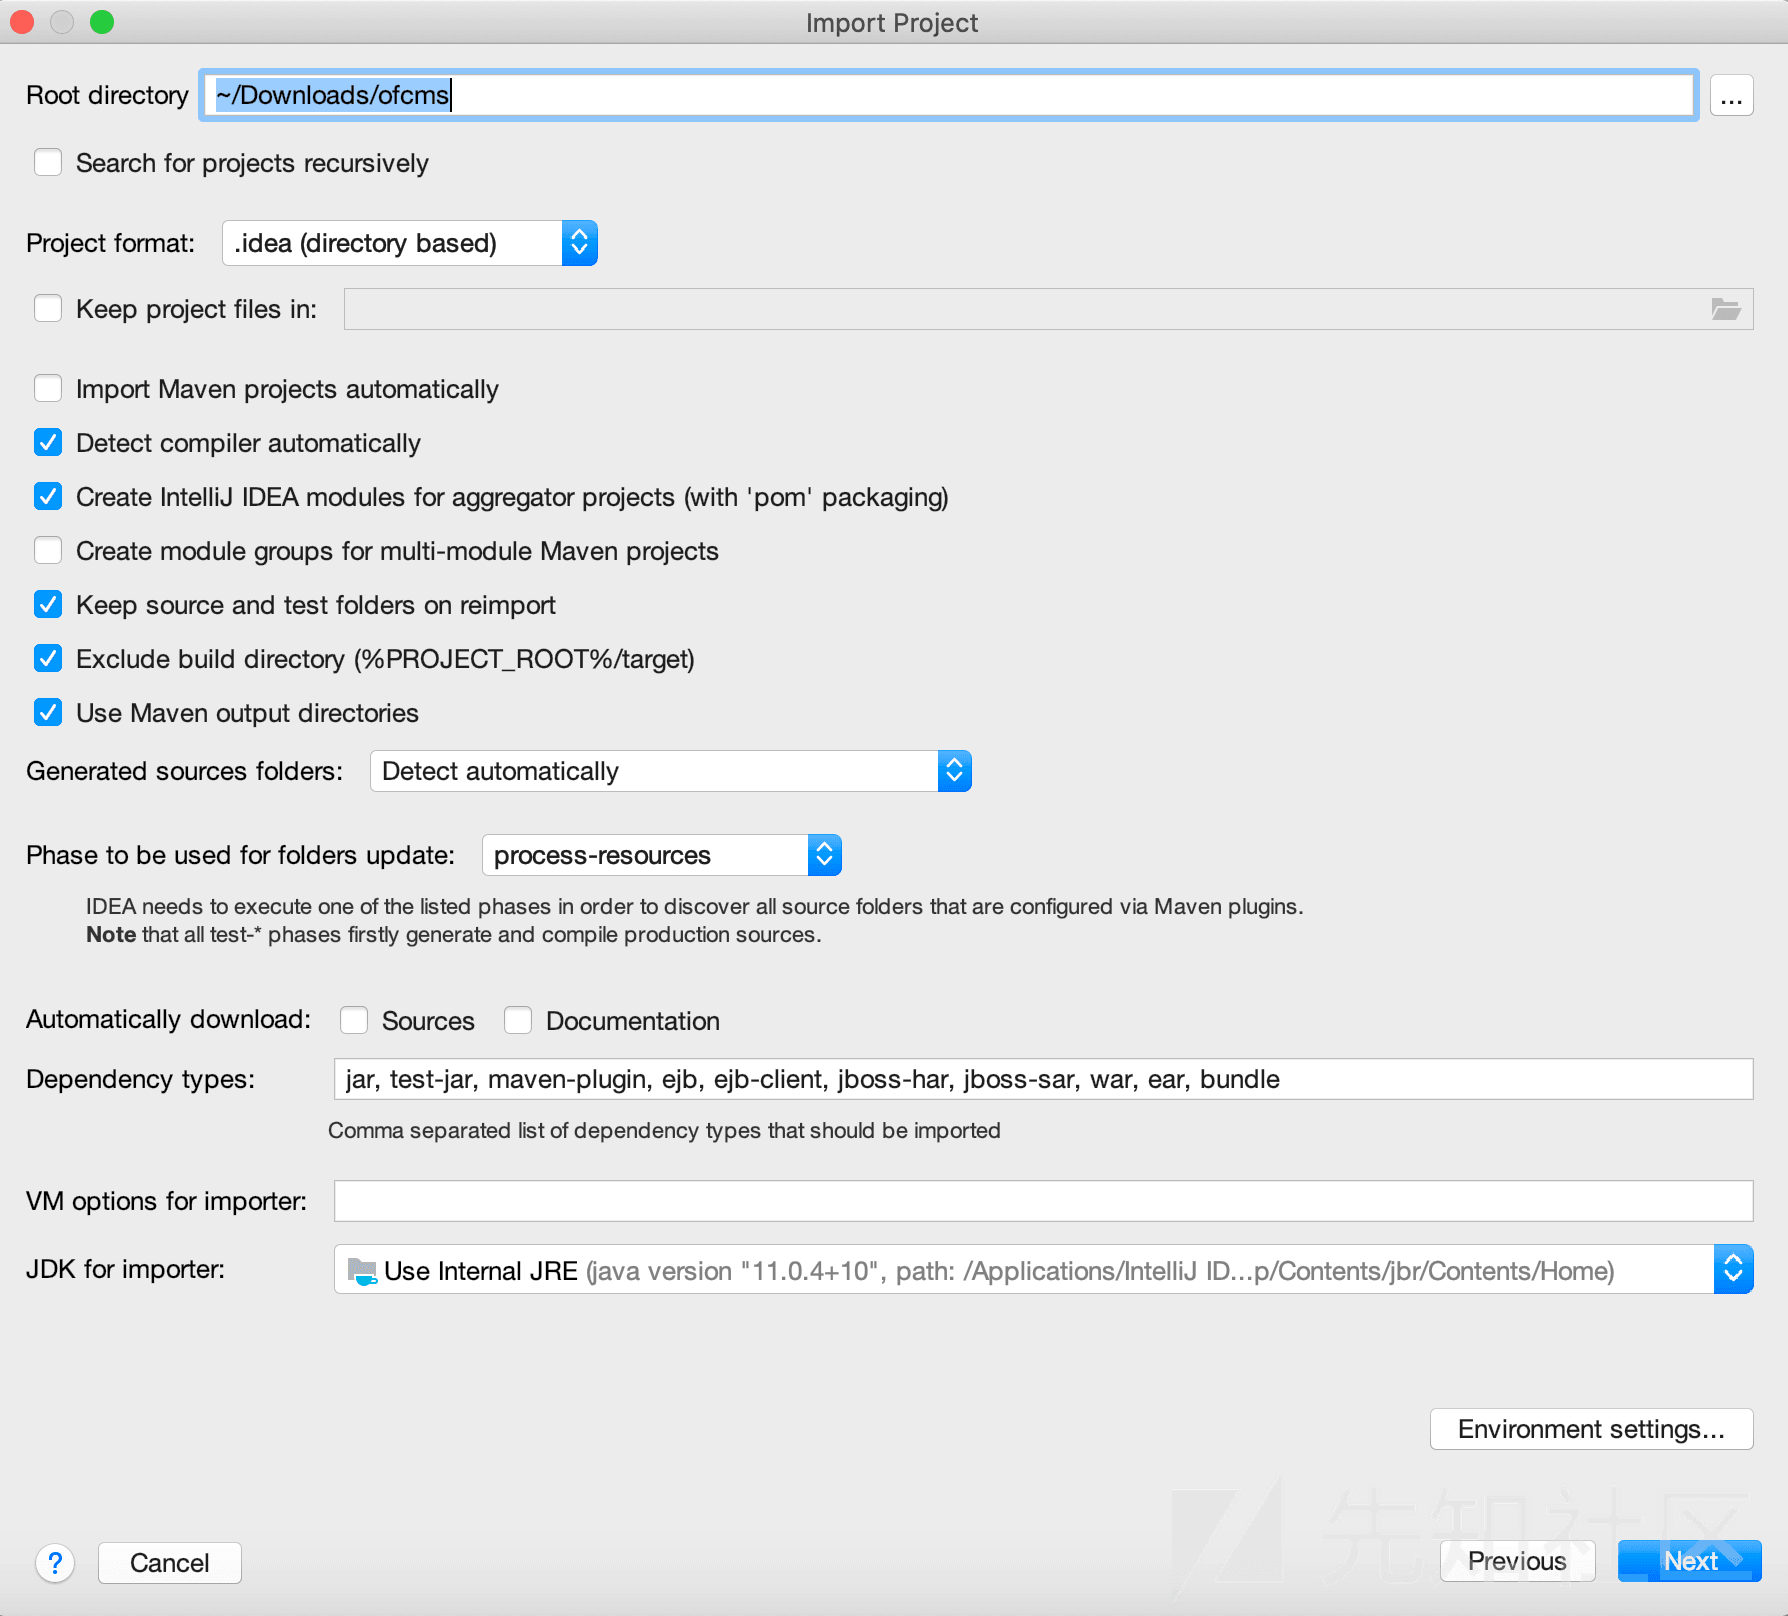 Import Project
Root directory ~/Downloads/ofcms ...
Search for projects recursively
Project format: .idea (directory based)
Keep project files in:
Import Maven projects automatically
Detect compiler automatically
Create IntelliJ IDEA modules for aggregator projects (with 'pom' packaging)
Create module groups for multi-module Maven projects
Keep source and test folders on reimport
Exclude build directory (%PROJECT_ROOT%/target)
Use Maven output directories
Generated sources folders: Detect automatically
Phase to be used for folders update: process-resources
IDEA needs to execute one of the listed phases in order to discover all source folders that are configured via Maven plugins.
Note that all test-* phases firstly generate and compile production sources.
Automatically download: Sources Documentation
Dependency types: jar, test-jar, maven-plugin, ejb, ejb-client, jboss-har, jboss-sar, war, ear, bundle
Comma separated list of dependency types that should be imported
VM options for importer:
JDK for importer: Use Internal JRE (java version "11.0.4+10", path: /Applications/IntelliJ ID...p/Contents/jbr/Contents/Home)
Environment settings...
先知社区
? Cancel Previous Next